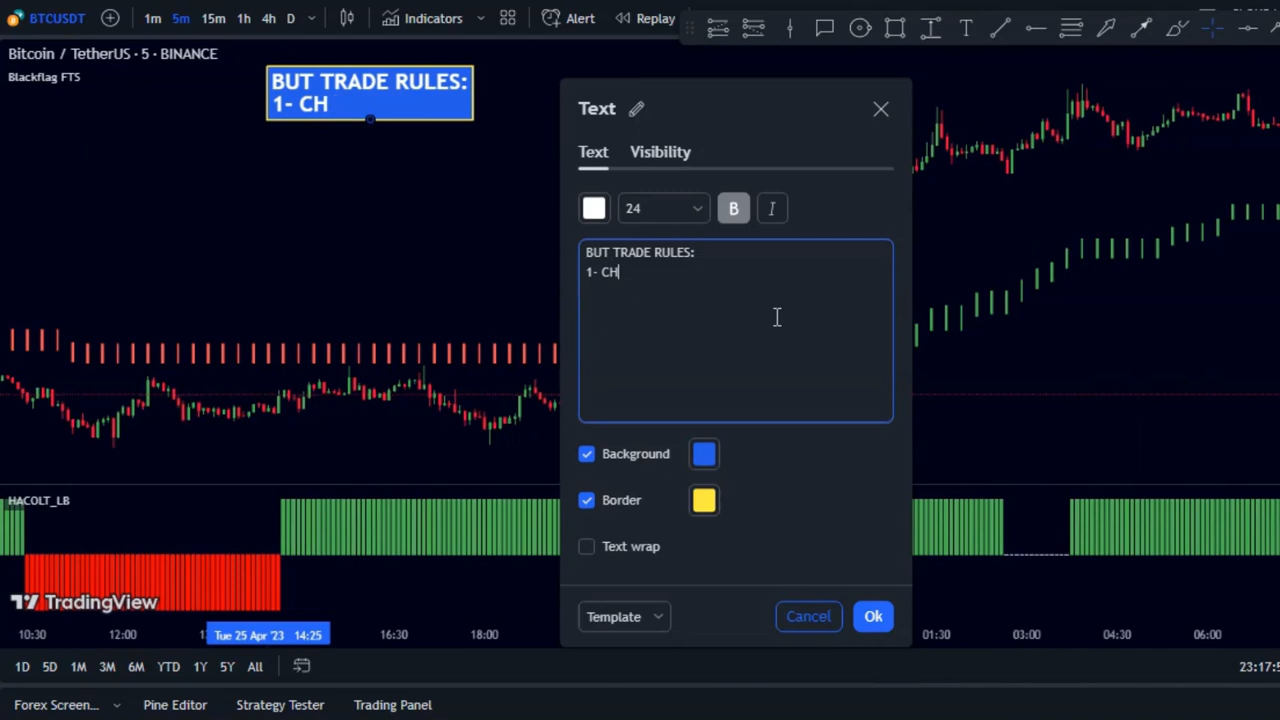 BTCUSDT 1m 5m 15m 1h 4h D Indicators Alert Replay
Bitcoin / TetherUS · 5 · BINANCE
Blackflag FTS
BUT TRADE RULES:
1- CH
Text
Text Visibility
24 B I
BUT TRADE RULES:
1- CH
Background
Border
Text wrap
Template Cancel Ok
HACOLT_LB
TradingView
10:30 12:00 Tue 25 Apr '23 14:25 16:30 18:00 01:30 03:00 04:30 06:00
1D 5D 1M 3M 6M YTD 1Y 5Y All 23:17:5
Forex Screen... Pine Editor Strategy Tester Trading Panel